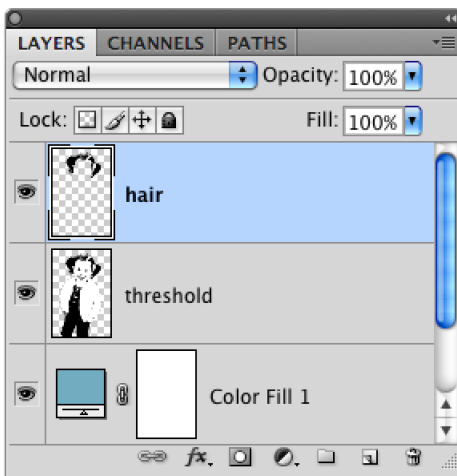 LAYERS CHANNELS PATHS
Normal Opacity: 100%
Lock: Fill: 100%
hair
threshold
Color Fill 1
fx.